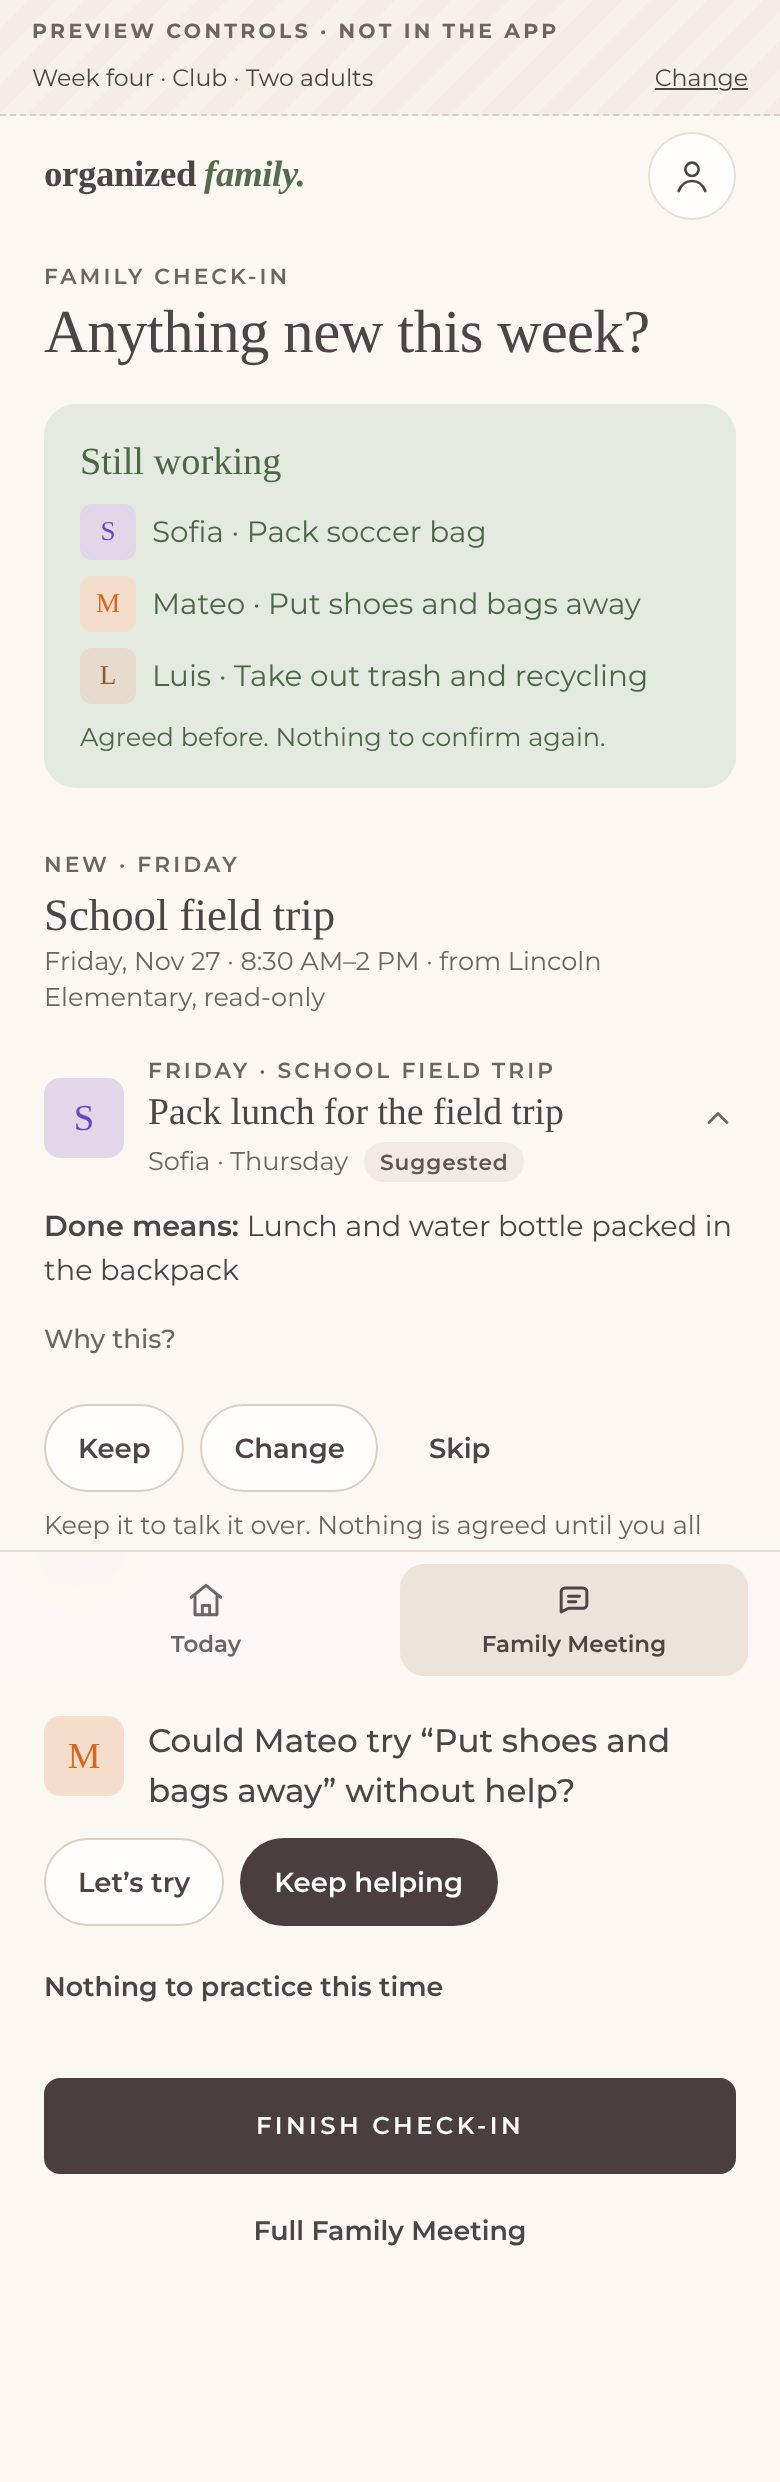 PREVIEW CONTROLS · NOT IN THE APP
Week four · Club · Two adults
Change
organized family.
FAMILY CHECK-IN
Anything new this week?
Still working
S
Sofia · Pack soccer bag
M
Mateo · Put shoes and bags away
L
Luis · Take out trash and recycling
Agreed before. Nothing to confirm again.
NEW · FRIDAY
School field trip
Friday, Nov 27 · 8:30 AM–2 PM · from Lincoln
Elementary, read-only
FRIDAY · SCHOOL FIELD TRIP
S
Pack lunch for the field trip
Sofia · Thursday
Suggested
Done means: Lunch and water bottle packed in
the backpack
Why this?
Keep
Change
Skip
Keep it to talk it over. Nothing is agreed until you all
Today
Family Meeting
M
Could Mateo try “Put shoes and
bags away” without help?
Let’s try
Keep helping
Nothing to practice this time
FINISH CHECK-IN
Full Family Meeting